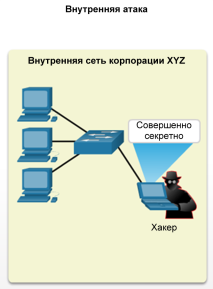 Внутренняя атака
Внутренняя сеть корпорации XYZ
Совершенно
секретно
Хакер